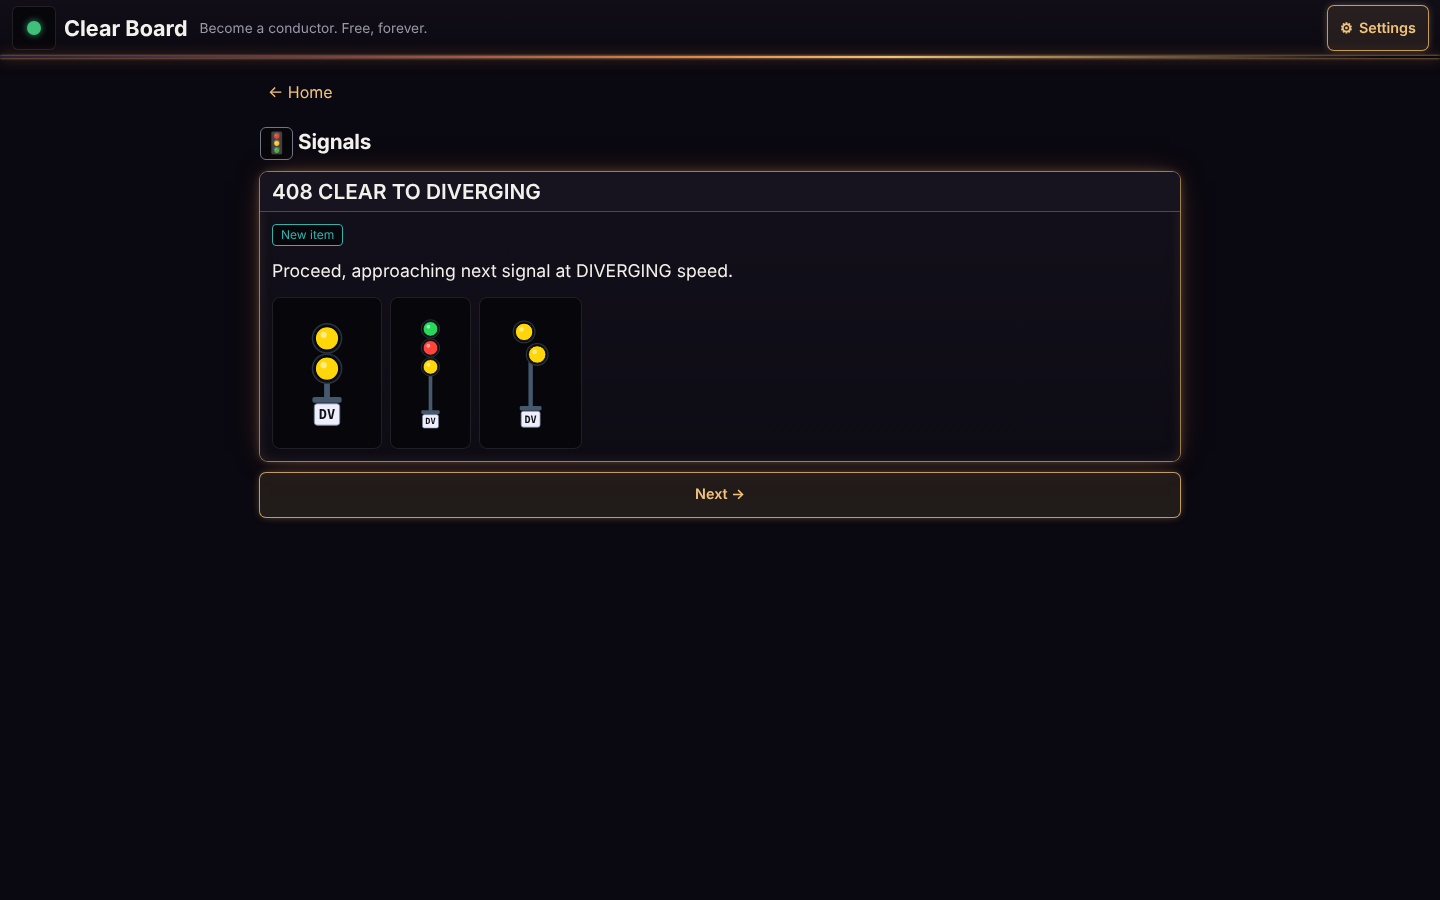 Clear Board Become a conductor. Free, forever.
⚙ Settings
← Home
Signals
408 CLEAR TO DIVERGING
New item
Proceed, approaching next signal at DIVERGING speed.
DV DV DV
Next →